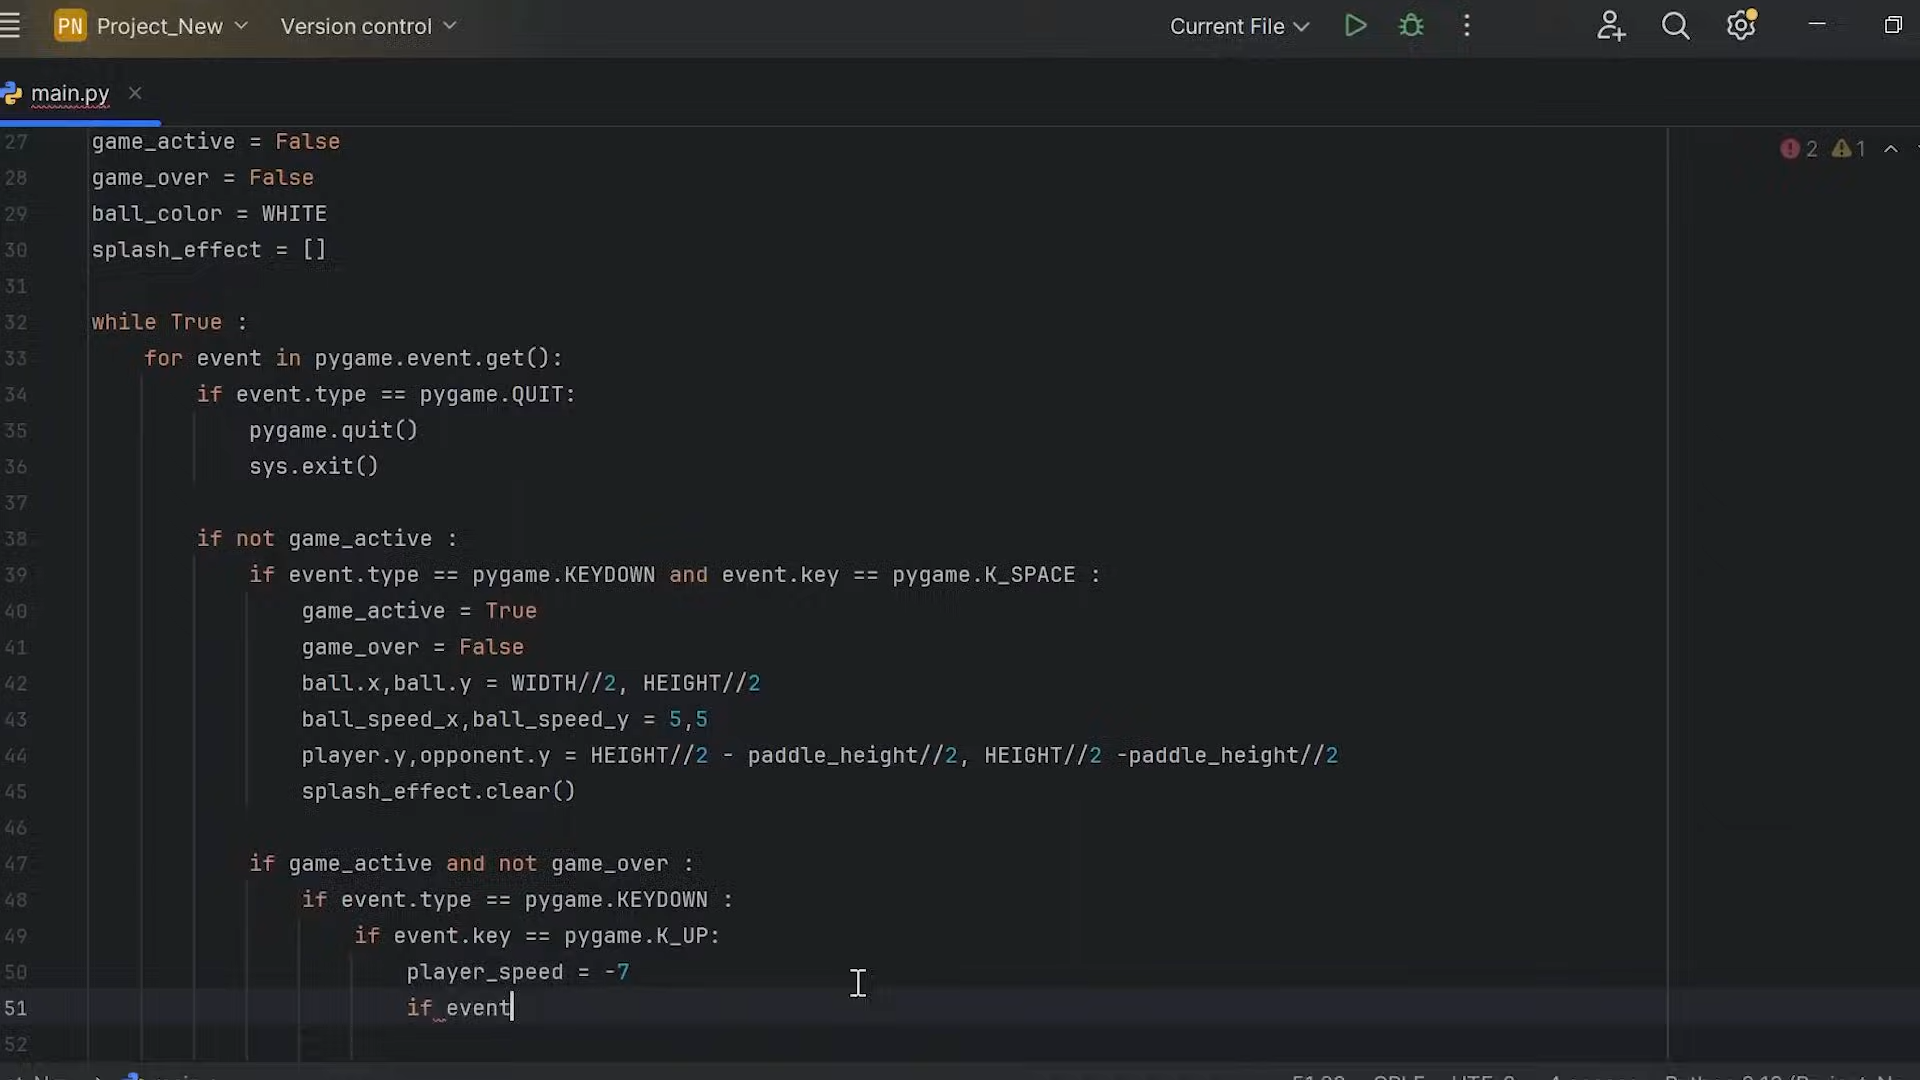 PN Project_New Version control Current File
main.py
27 game_active = False
2 1
28 game_over = False
29 ball_color = WHITE
30 splash_effect = []
31
32 while True :
33 for event in pygame.event.get():
34 if event.type == pygame.QUIT:
35 pygame.quit()
36 sys.exit()
37
38 if not game_active :
39 if event.type == pygame.KEYDOWN and event.key == pygame.K_SPACE :
40 game_active = True
41 game_over = False
42 ball.x,ball.y = WIDTH//2, HEIGHT//2
43 ball_speed_x,ball_speed_y = 5,5
44 player.y,opponent.y = HEIGHT//2 - paddle_height//2, HEIGHT//2 -paddle_height//2
45 splash_effect.clear()
46
47 if game_active and not game_over :
48 if event.type == pygame.KEYDOWN :
49 if event.key == pygame.K_UP:
50 player_speed = -7
51 if event
52